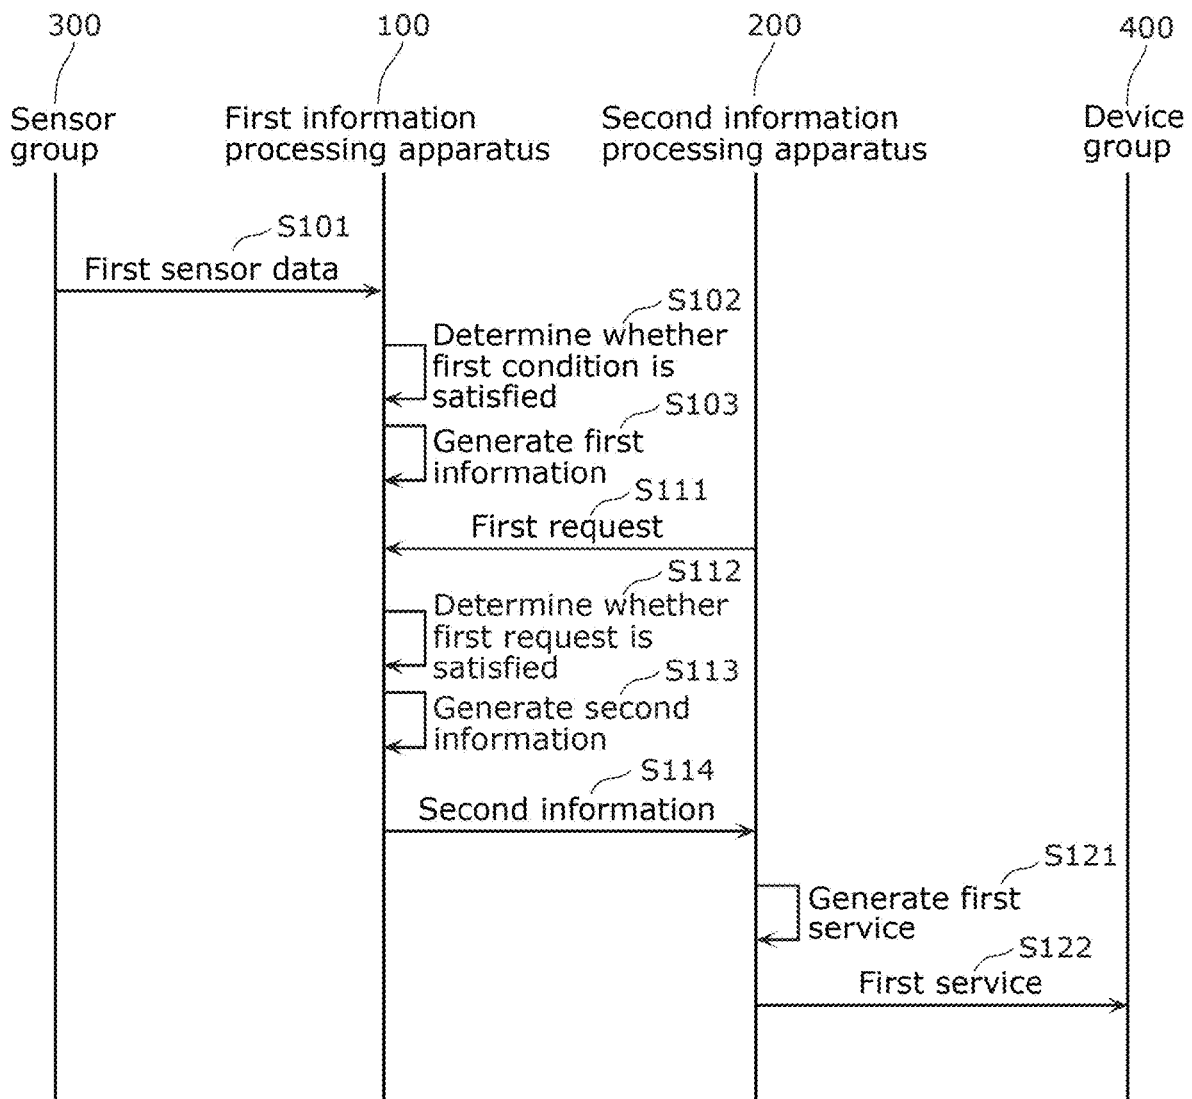 300
100
200
400
Sensor
group
First information
processing apparatus
Second information
processing apparatus
Device
group
S101
First sensor data
S102
Determine whether
first condition is
satisfied
S103
Generate first
information
S111
First request
S112
Determine whether
first request is
satisfied
S113
Generate second
information
S114
Second information
S121
Generate first
service
S122
First service